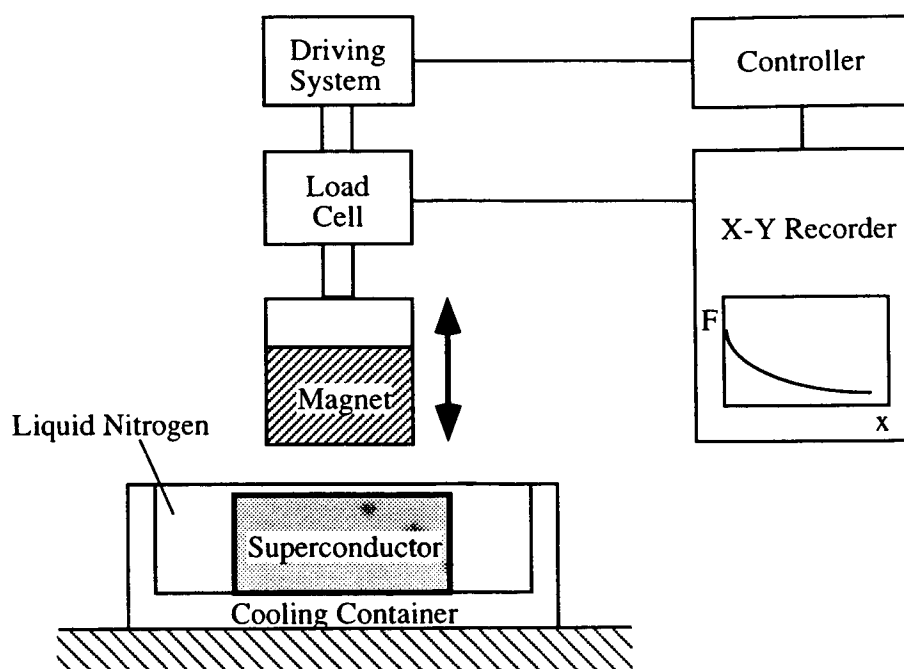 Driving
System
Controller
Load
Cell
X-Y Recorder
F
x
Magnet
Liquid Nitrogen
Superconductor
Cooling Container